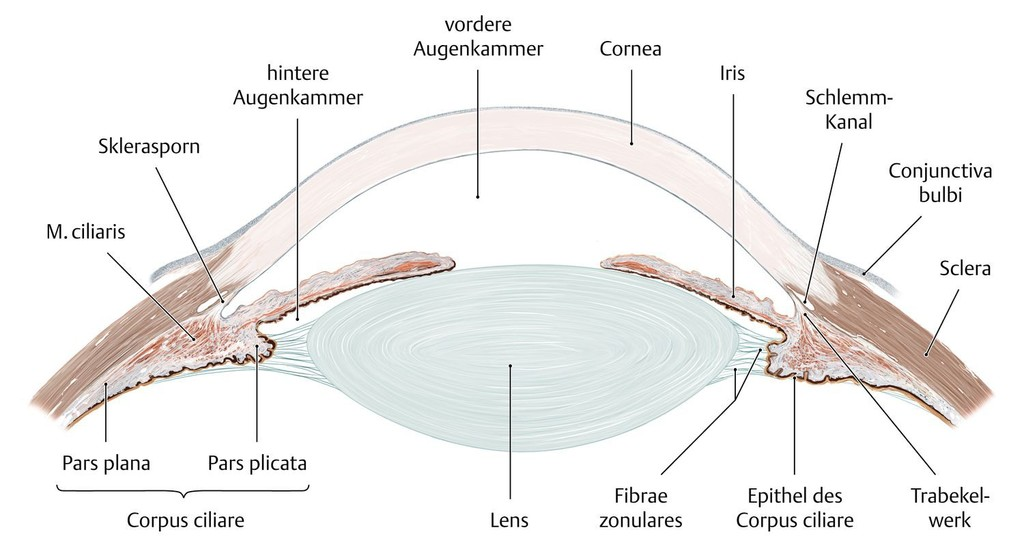 vordere
Augenkammer
Cornea
hintere
Augenkammer
Iris
Schlemm-
Kanal
Sklerasporn
Conjunctiva
bulbi
M. ciliaris
Sclera
Pars plana
Pars plicata
Corpus ciliare
Lens
Fibrae
zonulares
Epithel des
Corpus ciliare
Trabekel-
werk